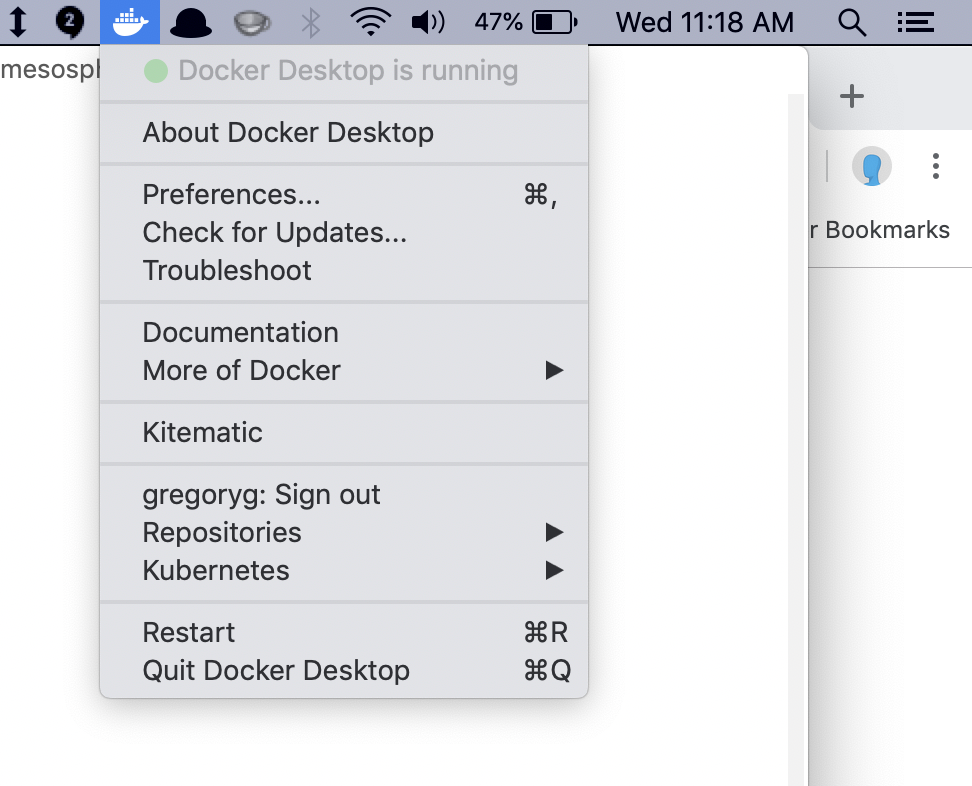 2
47%
Wed 11:18 AM
Docker Desktop is running
About Docker Desktop
Preferences... ⌘,
Check for Updates...
Troubleshoot
Documentation
More of Docker ▶
Kitematic
gregoryg: Sign out
Repositories ▶
Kubernetes ▶
Restart ⌘R
Quit Docker Desktop ⌘Q
mesosph
r Bookmarks